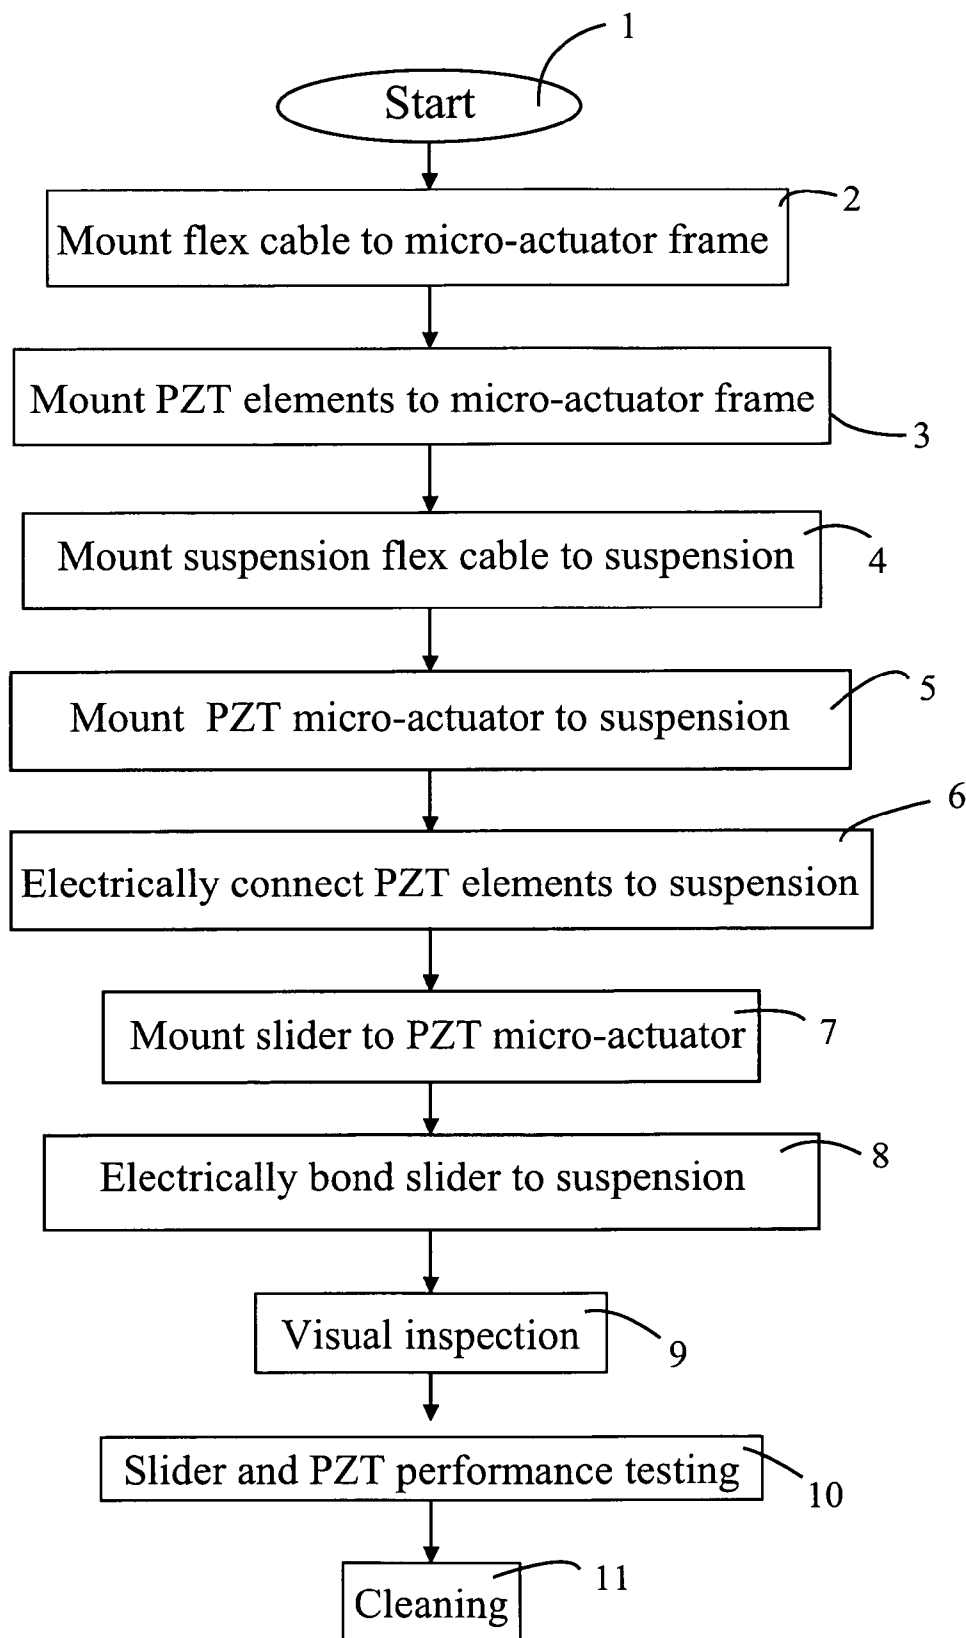 1
Start
2
Mount flex cable to micro-actuator frame
Mount PZT elements to micro-actuator frame
3
Mount suspension flex cable to suspension
4
5
Mount PZT micro-actuator to suspension
6
Electrically connect PZT elements to suspension
Mount slider to PZT micro-actuator
7
Electrically bond slider to suspension
8
Visual inspection
9
Slider and PZT performance testing
10
11
Cleaning